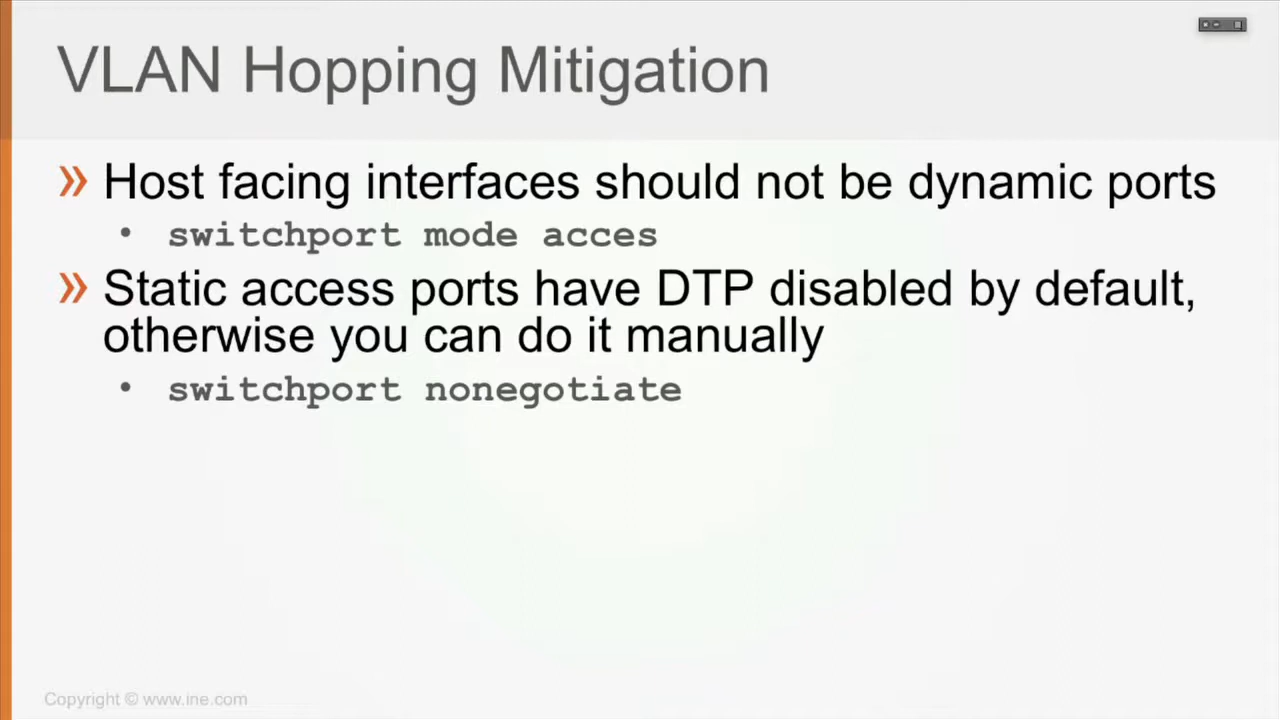 VLAN Hopping Mitigation
» Host facing interfaces should not be dynamic ports
• switchport mode acces
» Static access ports have DTP disabled by default,
otherwise you can do it manually
• switchport nonegotiate
Copyright © www.ine.com